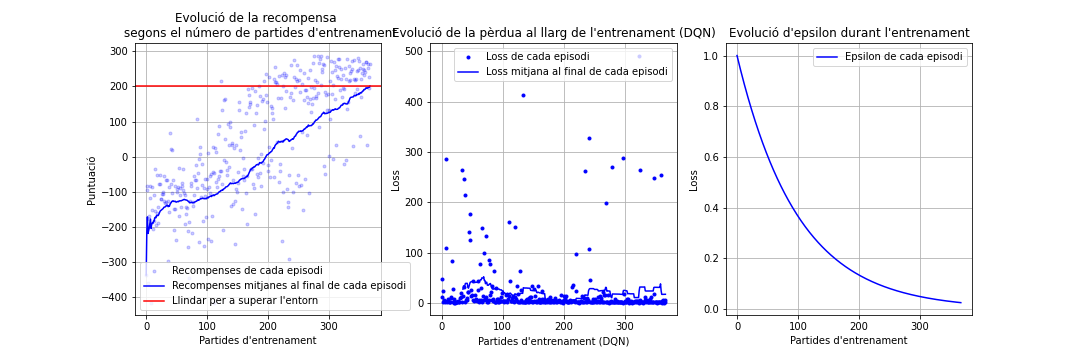 Evolució de la recompensa
segons el número de partides d'entrenament
300
200
100
0
−100
−200
−300
−400
Puntuació
Recompenses de cada episodi
Recompenses mitjanes al final de cada episodi
Llindar per a superar l'entorn
0
100
200
300
Partides d'entrenament
Evolució de la pèrdua al llarg de l'entrenament (DQN)
500
400
300
200
100
0
Loss
Loss de cada episodi
Loss mitjana al final de cada episodi
0
100
200
300
Partides d'entrenament (DQN)
Evolució d'epsilon durant l'entrenament
1.0
0.8
0.6
0.4
0.2
0.0
Loss
Epsilon de cada episodi
0
100
200
300
Partides d'entrenament